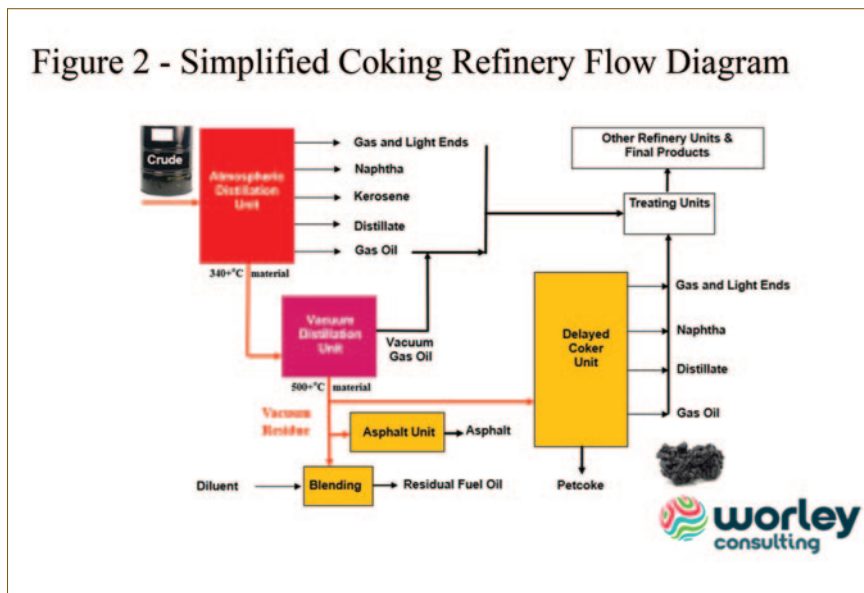 Figure 2 - Simplified Coking Refinery Flow Diagram
Crude
Atmospheric
Distillation
Unit
Gas and Light Ends
Naphtha
Kerosene
Distillate
Gas Oil
340+°C material
Other Refinery Units &
Final Products
Treating Units
Vacuum
Distillation
Unit
Vacuum
Gas Oil
500+°C material
Delayed
Coker
Unit
Gas and Light Ends
Naphtha
Distillate
Gas Oil
Vacuum
Residue
Asphalt Unit
Asphalt
Diluent
Blending
Residual Fuel Oil
Petcoke
worley
consulting